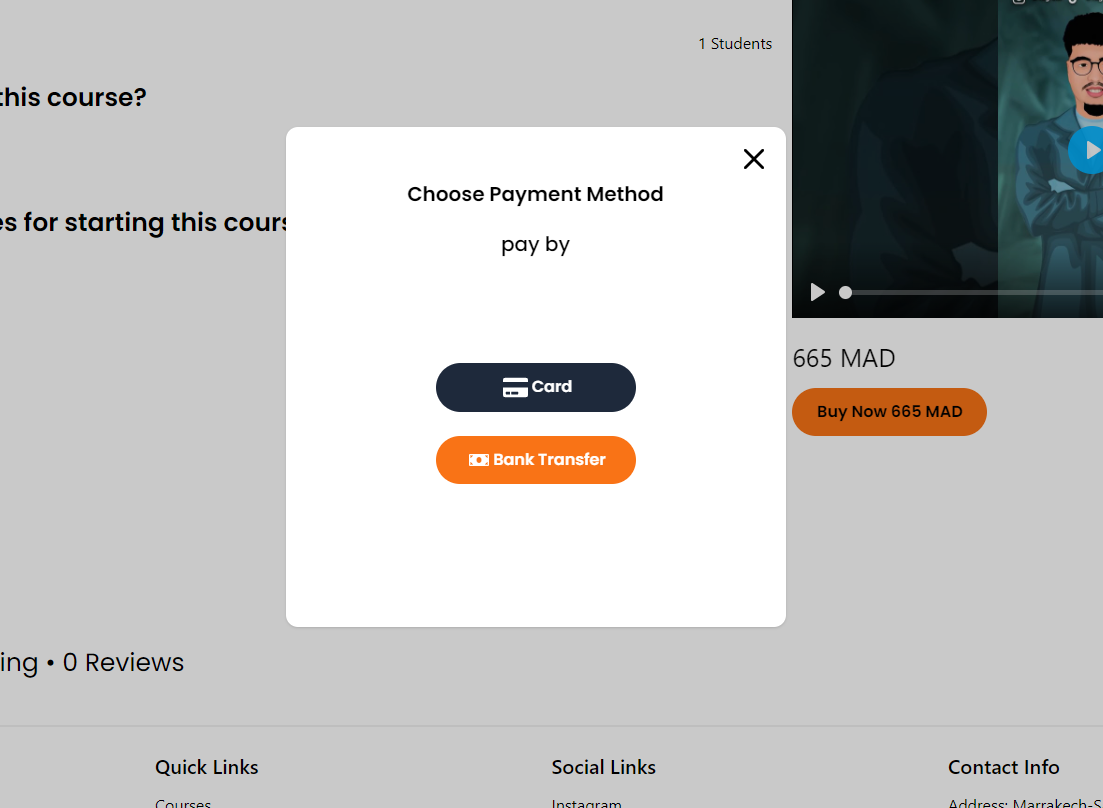 1 Students
this course?
Choose Payment Method
es for starting this cours
pay by
Card
Bank Transfer
665 MAD
Buy Now 665 MAD
ing • 0 Reviews
Quick Links
Social Links
Contact Info
Courses
Instagram
Address: Marrakech-S